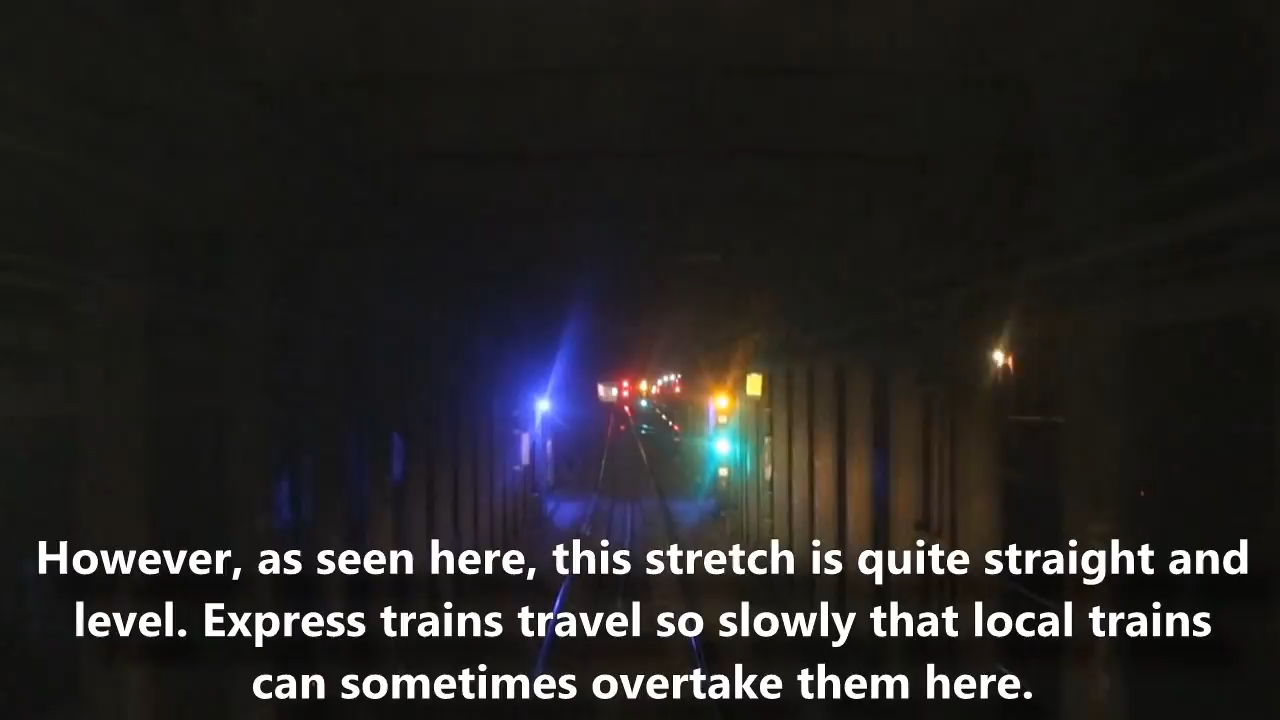 However, as seen here, this stretch is quite straight and
level. Express trains travel so slowly that local trains
can sometimes overtake them here.